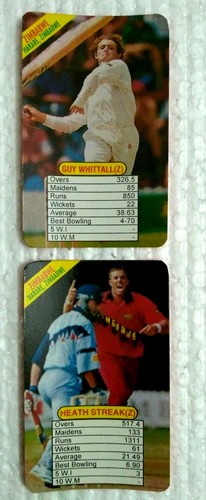 ZIMBABWE
HARARE, ZIMBABWE
GUY WHITTALL(Z)
Overs 326.5
Maidens 85
Runs 850
Wickets 22
Average 38.63
Best Bowling 4-70
5 W.I -
10 W.M -
ZIMBABWE
HARARE, ZIMBABWE
HEATH STREAK(Z)
Overs 517.4
Maidens 133
Runs 1311
Wickets 61
Average 21.49
Best Bowling 6.90
5 W.I 3
10 W.M -